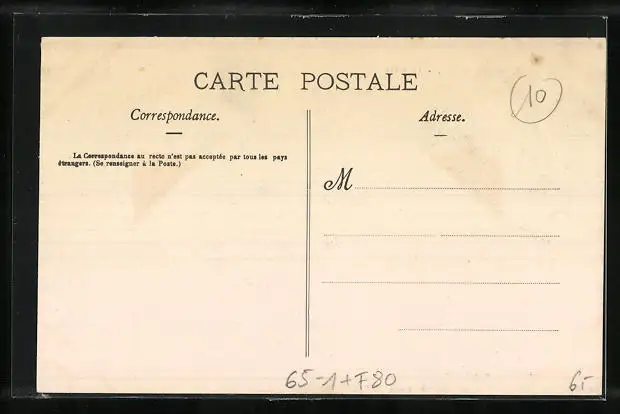 CARTE POSTALE
10
Correspondance.
Adresse.
La Correspondance au recto n'est pas acceptée par tous les pays
étrangers. (Se renseigner à la Poste.)
M
65-1+F80
6,-